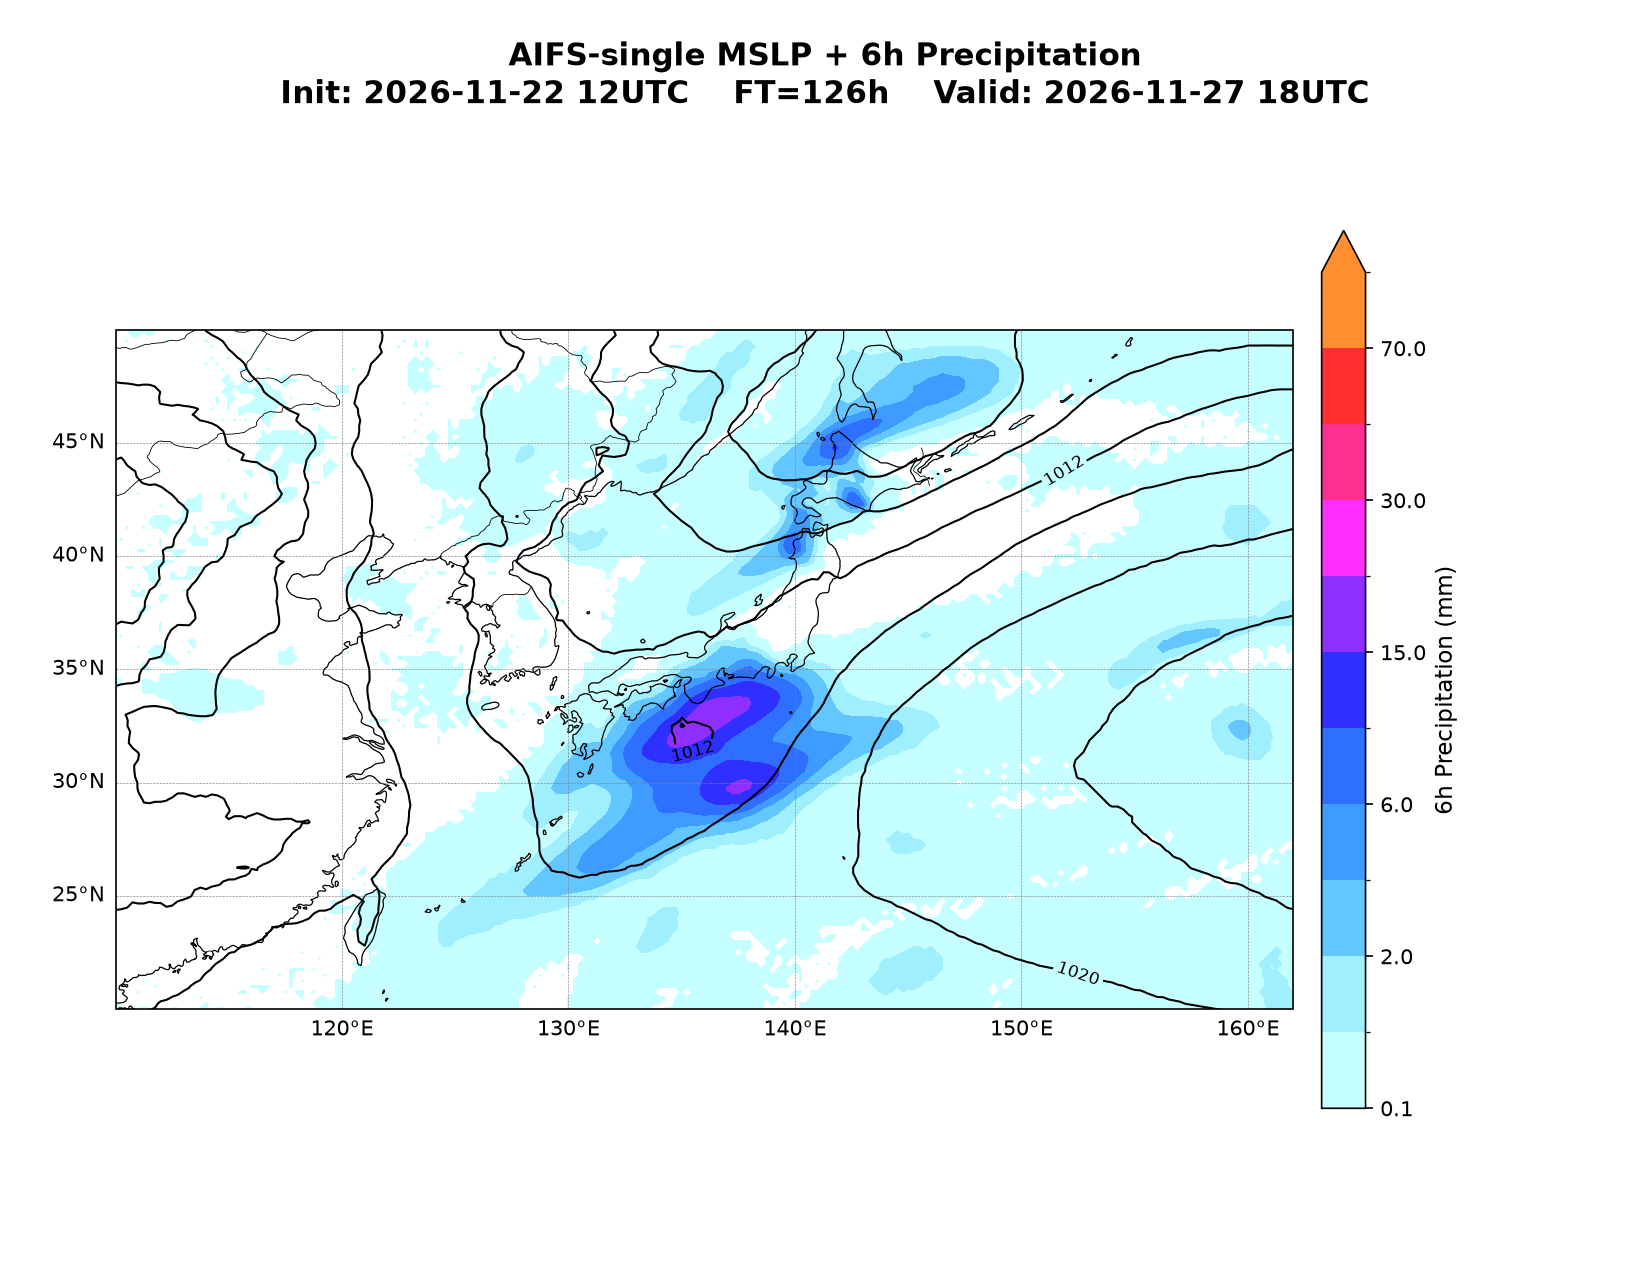 AIFS-single MSLP + 6h Precipitation
Init: 2026-11-22 12UTC    FT=126h    Valid: 2026-11-27 18UTC
70.0
45°N
1012
30.0
40°N
35°N
15.0
6h Precipitation (mm)
1012
30°N
6.0
25°N
2.0
1020
120°E
130°E
140°E
150°E
160°E
0.1